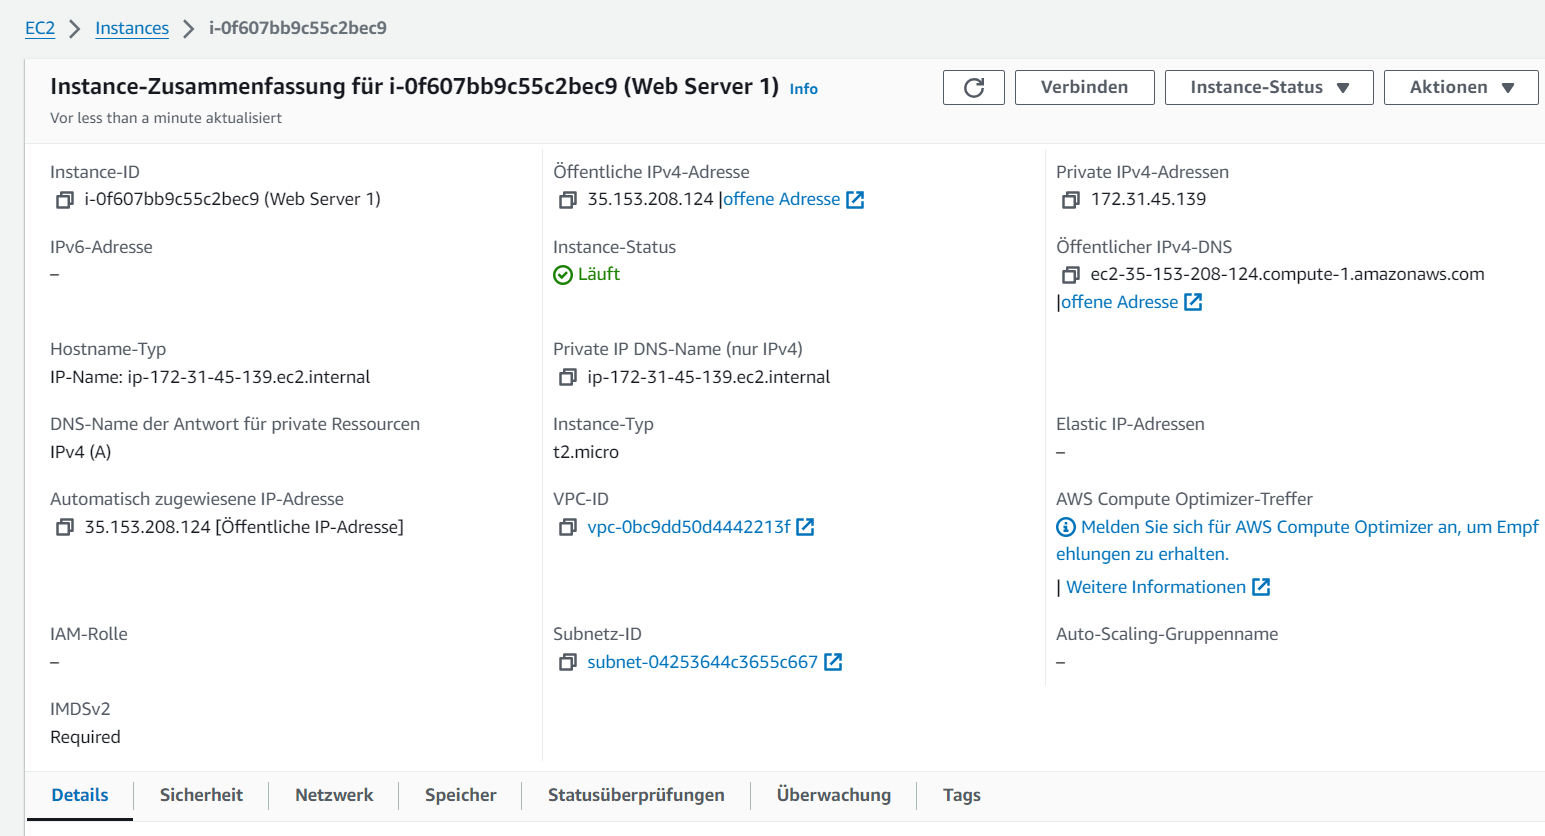 EC2 > Instances > i-0f607bb9c55c2bec9
Instance-Zusammenfassung für i-0f607bb9c55c2bec9 (Web Server 1) Info
Vor less than a minute aktualisiert
Verbinden
Instance-Status
Aktionen
Instance-ID
i-0f607bb9c55c2bec9 (Web Server 1)
Öffentliche IPv4-Adresse
35.153.208.124 |offene Adresse
Private IPv4-Adressen
172.31.45.139
IPv6-Adresse
–
Instance-Status
Läuft
Öffentlicher IPv4-DNS
ec2-35-153-208-124.compute-1.amazonaws.com
|offene Adresse
Hostname-Typ
IP-Name: ip-172-31-45-139.ec2.internal
Private IP DNS-Name (nur IPv4)
ip-172-31-45-139.ec2.internal
DNS-Name der Antwort für private Ressourcen
IPv4 (A)
Instance-Typ
t2.micro
Elastic IP-Adressen
–
Automatisch zugewiesene IP-Adresse
35.153.208.124 [Öffentliche IP-Adresse]
VPC-ID
vpc-0bc9dd50d4442213f
AWS Compute Optimizer-Treffer
Melden Sie sich für AWS Compute Optimizer an, um Empf
ehlungen zu erhalten.
| Weitere Informationen
IAM-Rolle
–
Subnetz-ID
subnet-04253644c3655c667
Auto-Scaling-Gruppenname
–
IMDSv2
Required
Details
Sicherheit
Netzwerk
Speicher
Statusüberprüfungen
Überwachung
Tags